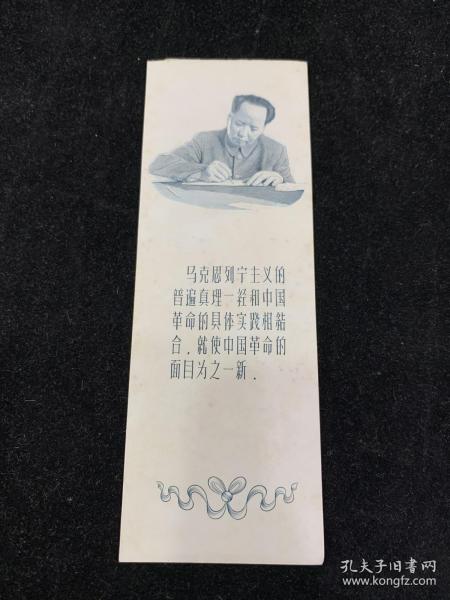 马克思列宁主义的
普遍真理一经和中国
革命的具体实践相结
合，就使中国革命的
面目为之一新．
孔夫子旧书网
www.kongfz.com